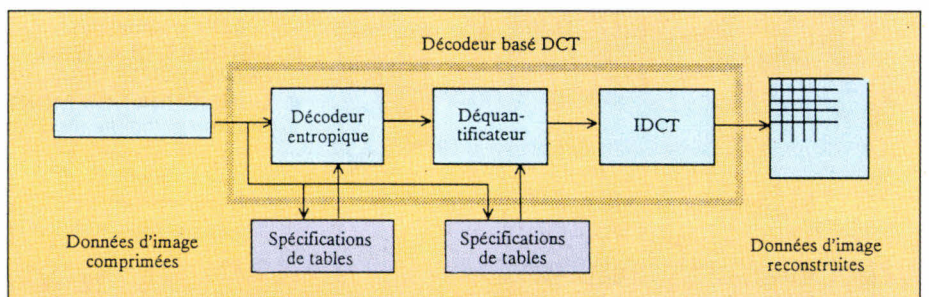 Décodeur basé DCT
Décodeur
entropique
Déquan-
tificateur
IDCT
Données d'image
comprimées
Spécifications
de tables
Spécifications
de tables
Données d'image
reconstruites